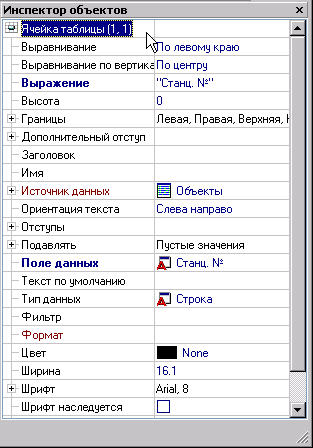 Инспектор объектов
Ячейка таблицы (1, 1)
Выравнивание По левому краю
Выравнивание по вертика По центру
Выражение "Станц. №"
Высота 0
Границы Левая, Правая, Верхняя, Н
Дополнительный отступ
Заголовок
Имя
Источник данных Объекты
Ориентация текста Слева направо
Отступы
Подавлять Пустые значения
Поле данных Станц. №
Текст по умолчанию
Тип данных Строка
Фильтр
Формат
Цвет None
Ширина 16.1
Шрифт Arial, 8
Шрифт наследуется